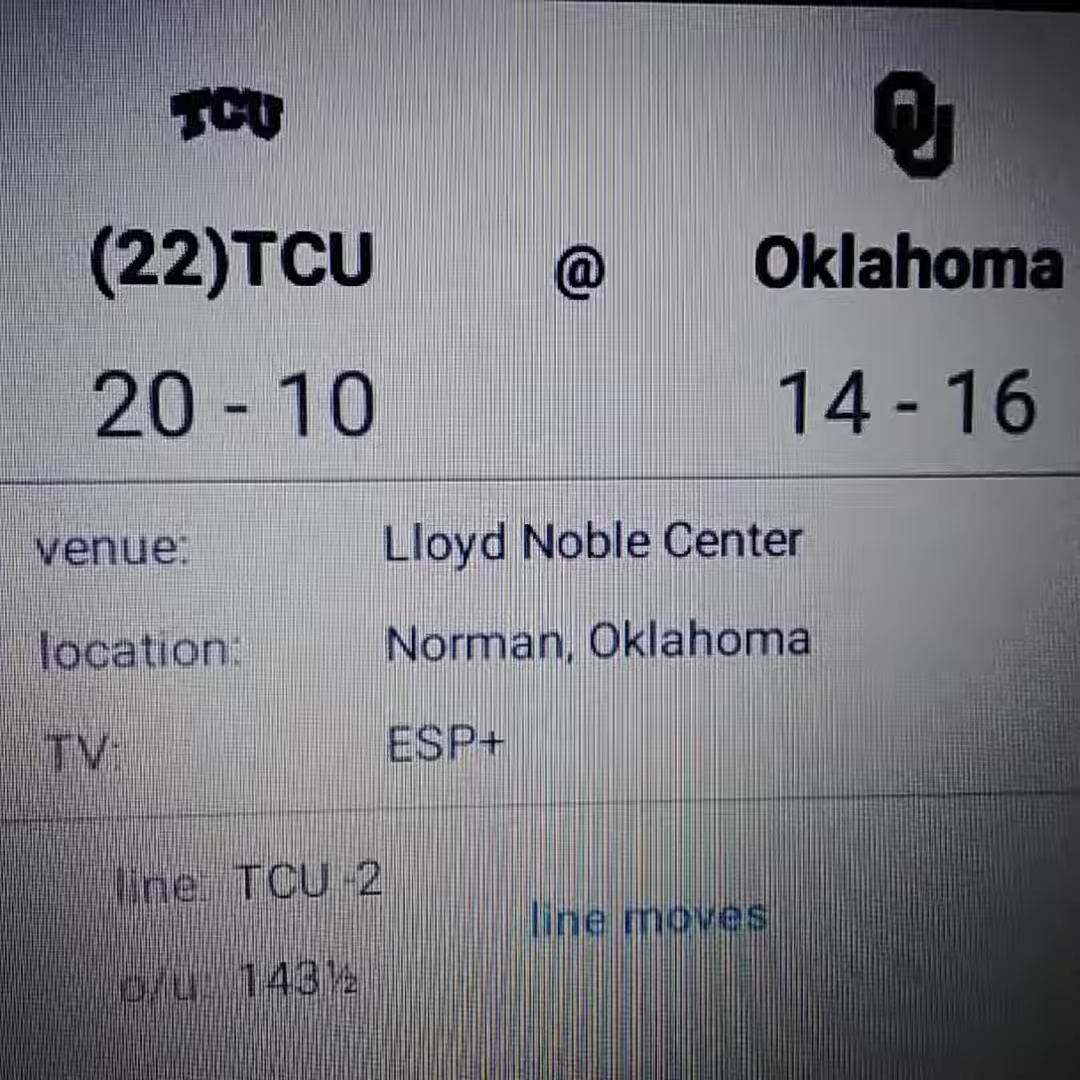 TCU OU
(22)TCU @ Oklahoma
20 - 10 14 - 16
venue: Lloyd Noble Center
location: Norman, Oklahoma
TV: ESP+
line: TCU -2
line moves
o/u: 143½